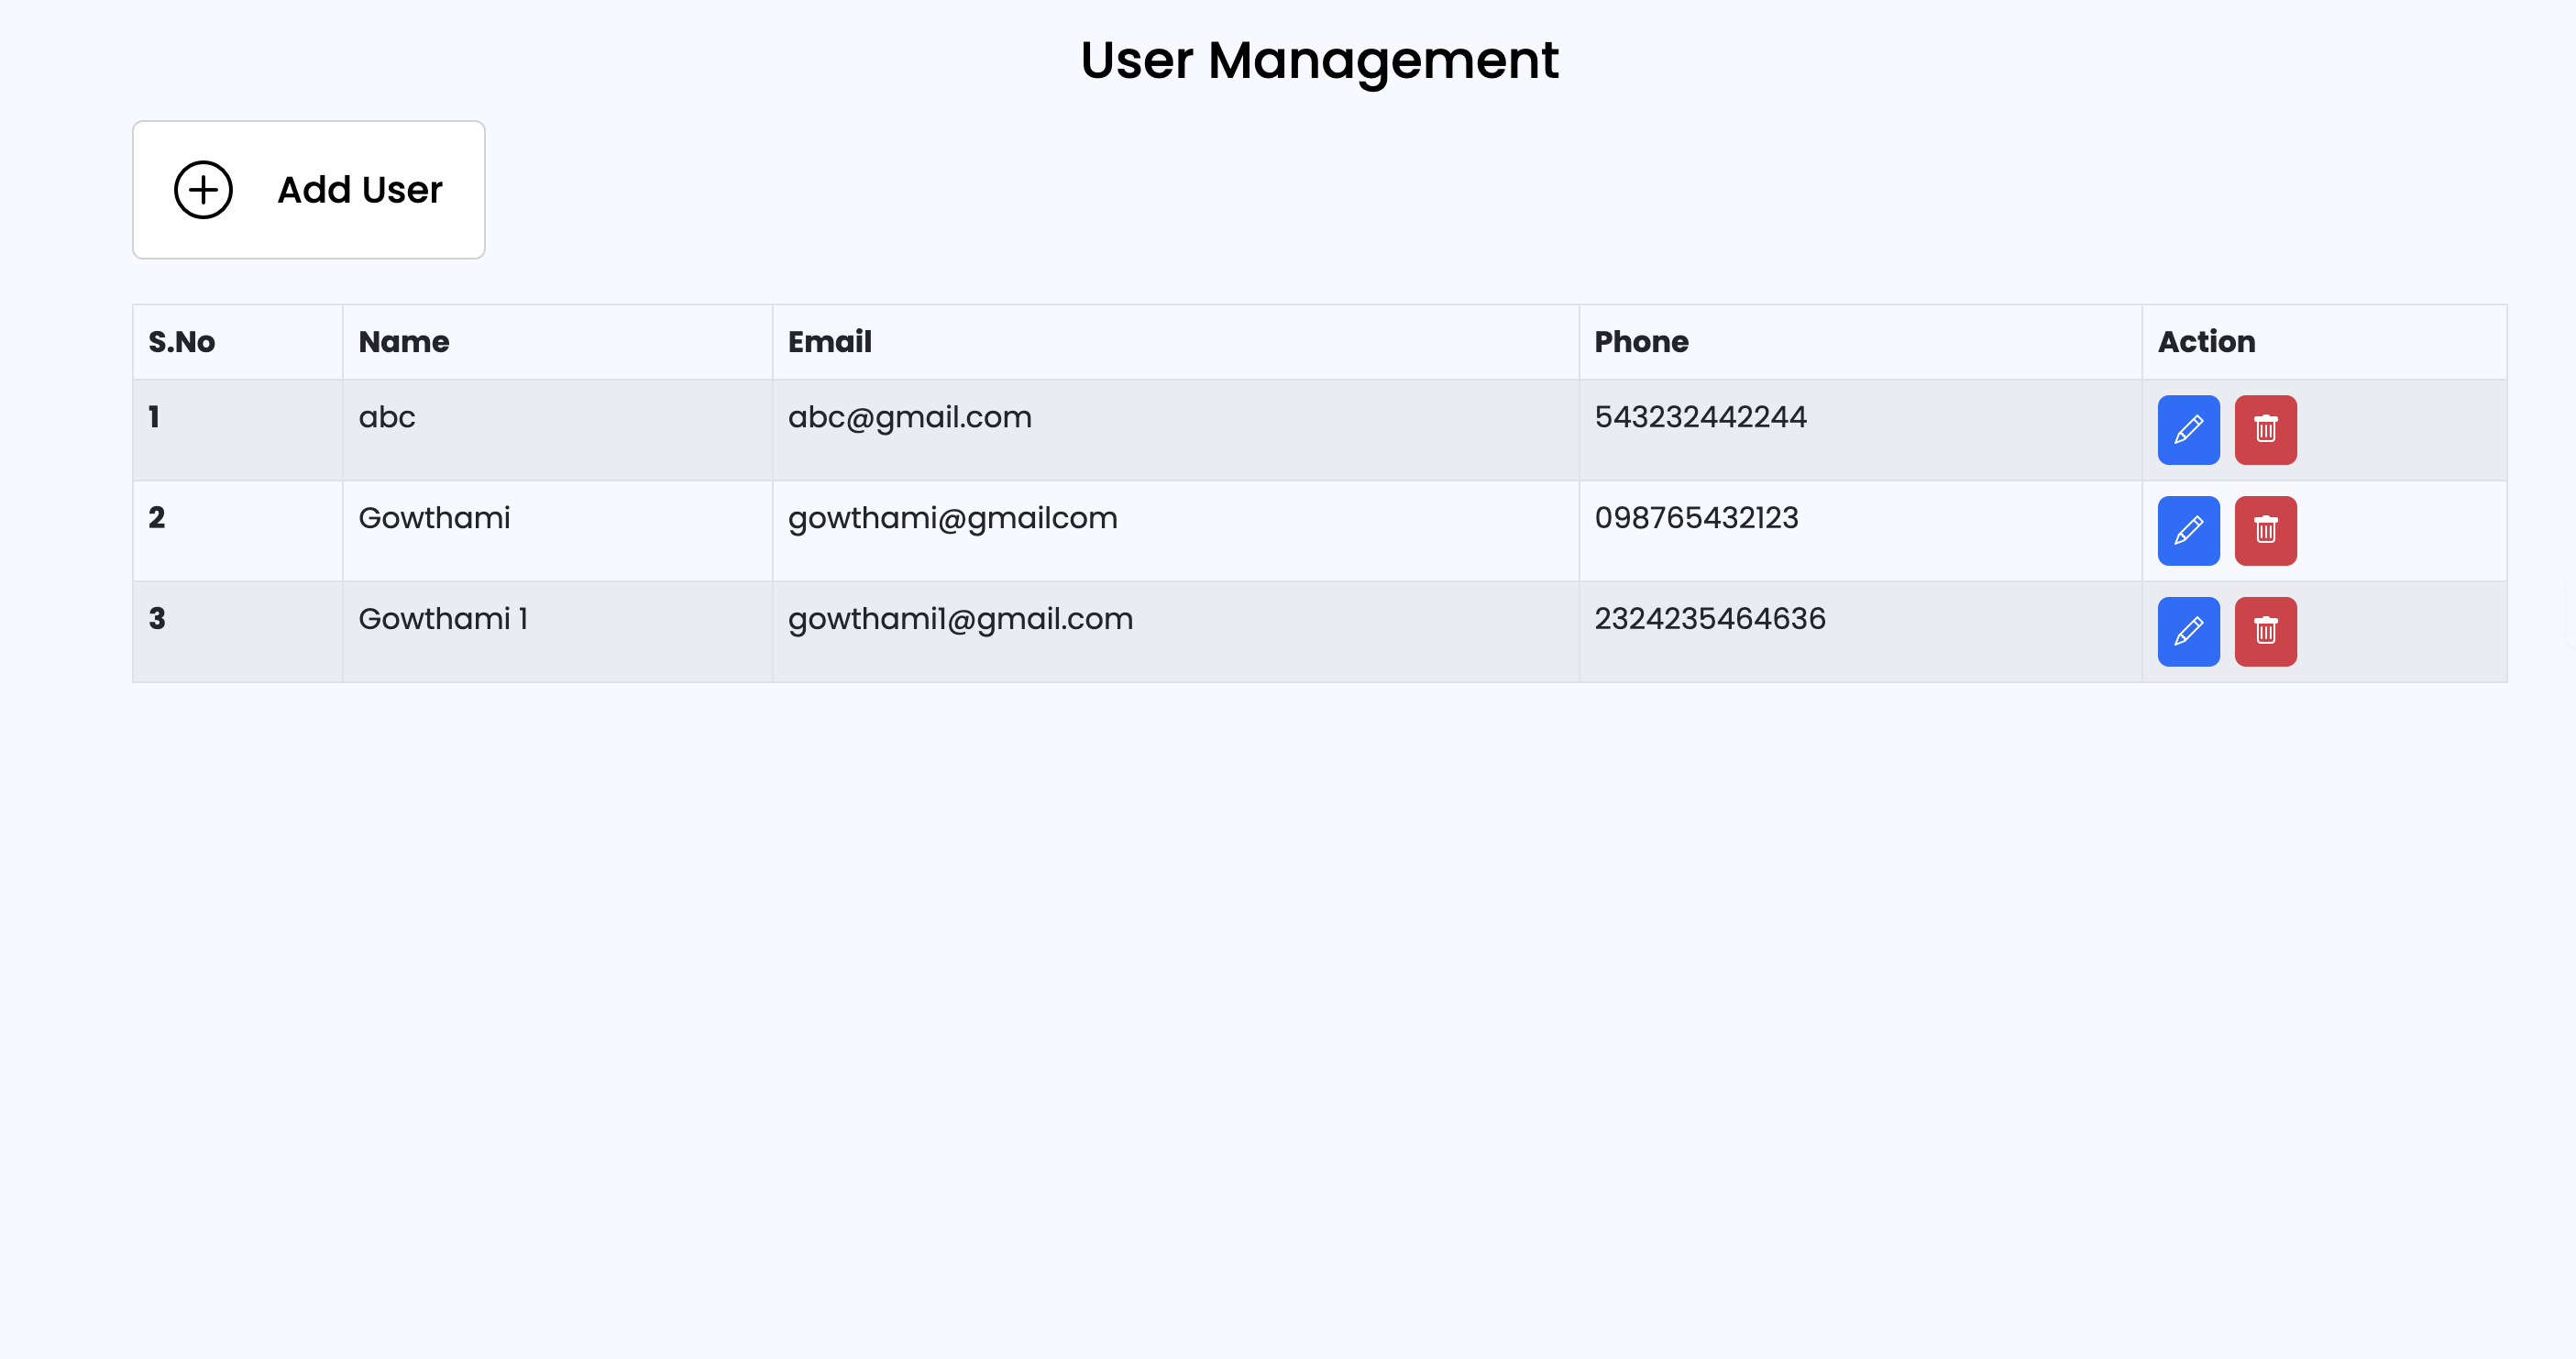 User Management
Add User
S.No Name Email Phone Action
1 abc abc@gmail.com 543232442244
2 Gowthami gowthami@gmailcom 098765432123
3 Gowthami 1 gowthami1@gmail.com 2324235464636